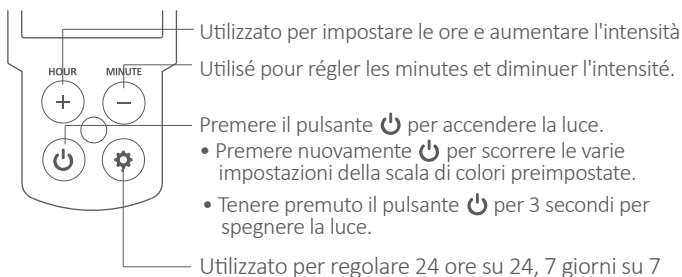 Utilizzato per impostare le ore e aumentare l'intensità
HOUR MINUTE
Utilisé pour régler les minutes et diminuer l'intensité.
Premere il pulsante per accendere la luce.
• Premere nuovamente per scorrere le varie
impostazioni della scala di colori preimpostate.
• Tenere premuto il pulsante per 3 secondi per
spegnere la luce.
Utilizzato per regolare 24 ore su 24, 7 giorni su 7